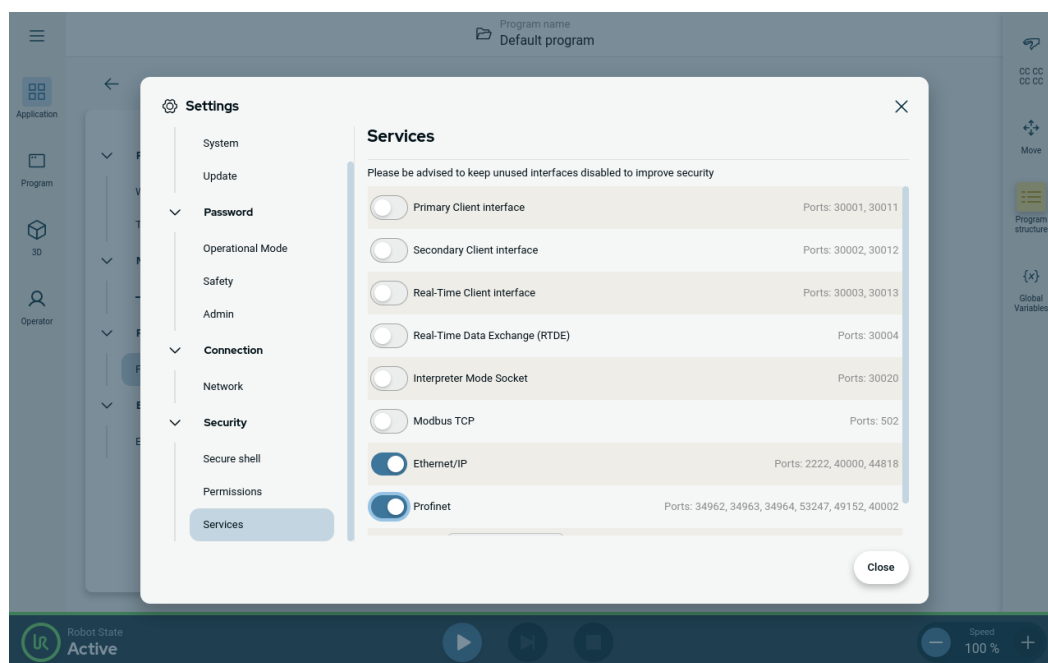 Program name
Default program
Application
Program
3D
Operator
Settings
System
Update
Password
Operational Mode
Safety
Admin
Connection
Network
Security
Secure shell
Permissions
Services
Services
Please be advised to keep unused interfaces disabled to improve security
Primary Client interface Ports: 30001, 30011
Secondary Client interface Ports: 30002, 30012
Real-Time Client interface Ports: 30003, 30013
Real-Time Data Exchange (RTDE) Ports: 30004
Interpreter Mode Socket Ports: 30020
Modbus TCP Ports: 502
Ethernet/IP Ports: 2222, 40000, 44818
Profinet Ports: 34962, 34963, 34964, 53247, 49152, 40002
Close
CC CC
CC CC
Move
Program
structure
{x}
Global
Variables
UR
Robot State
Active
Speed
100 %